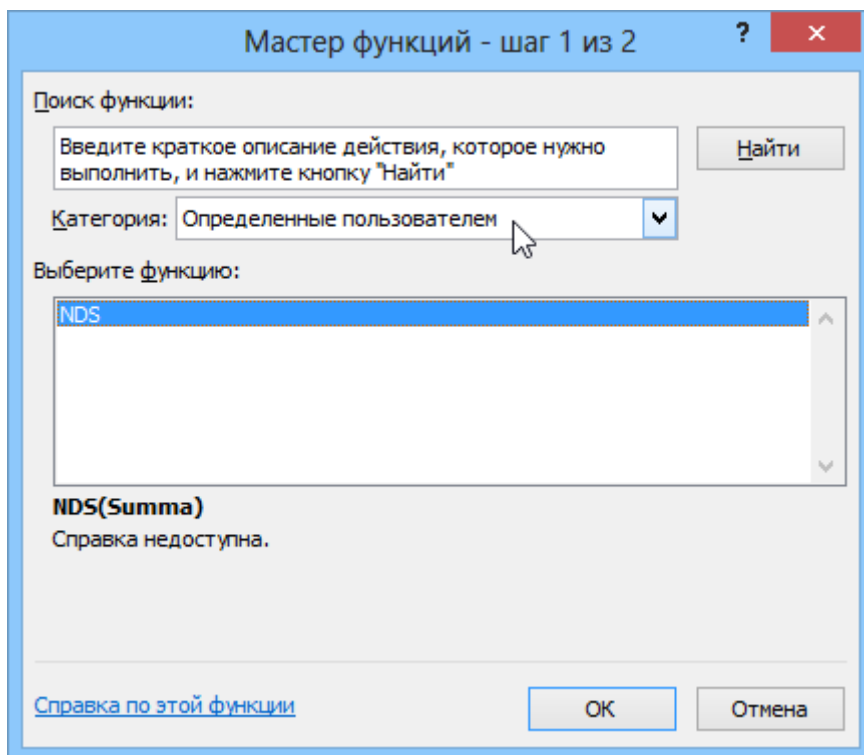 Мастер функций - шаг 1 из 2
?
Поиск функции:
Введите краткое описание действия, которое нужно
выполнить, и нажмите кнопку "Найти"
Найти
Категория: Определенные пользователем
Выберите функцию:
NDS
NDS(Summa)
Справка недоступна.
Справка по этой функции
ОК
Отмена